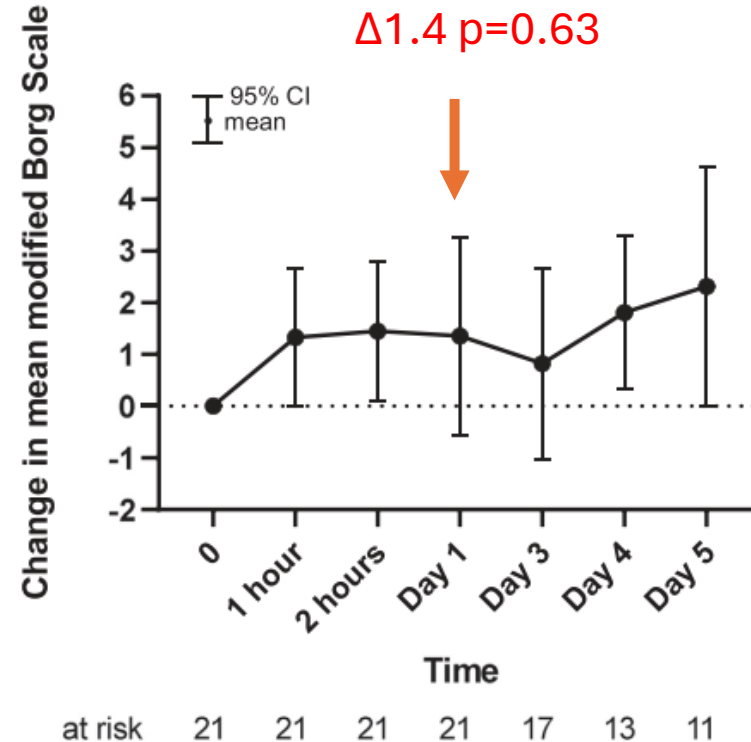 Δ1.4 p=0.63
Change in mean modified Borg Scale
95% CI
mean
6
5
4
3
2
1
0
-1
-2
0
1 hour
2 hours
Day 1
Day 3
Day 4
Day 5
Time
at risk 21 21 21 21 17 13 11